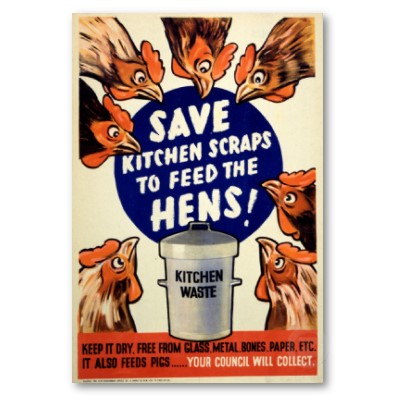 SAVE
KITCHEN SCRAPS
TO FEED THE
HENS!
KITCHEN
WASTE
KEEP IT DRY, FREE FROM GLASS, METAL, BONES, PAPER, ETC.
IT ALSO FEEDS PIGS......YOUR COUNCIL WILL COLLECT.